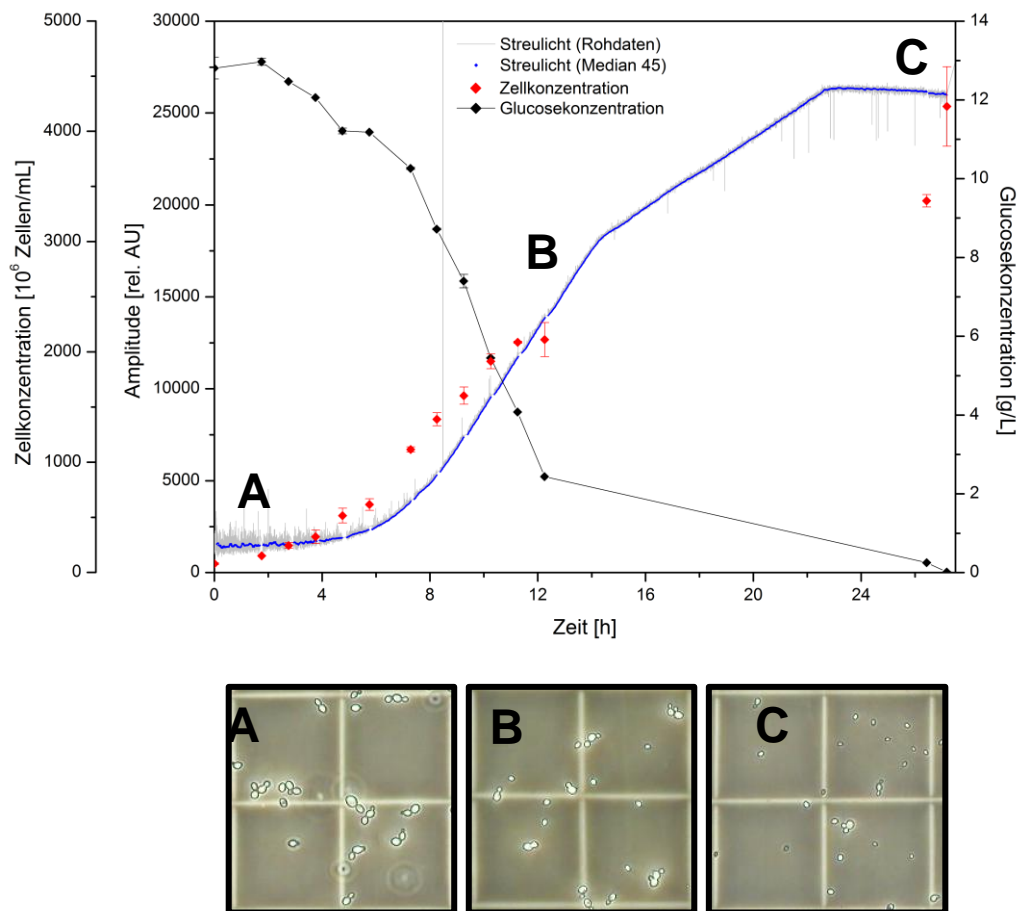 5000
4000
3000
2000
1000
0
Zellkonzentration [10⁶ Zellen/mL]
30000
25000
20000
15000
10000
5000
0
Amplitude [rel. AU]
Streulicht (Rohdaten)
Streulicht (Median 45)
Zellkonzentration
Glucosekonzentration
A
B
C
14
12
10
8
6
4
2
0
Glucosekonzentration [g/L]
0 4 8 12 16 20 24
Zeit [h]
A
B
C